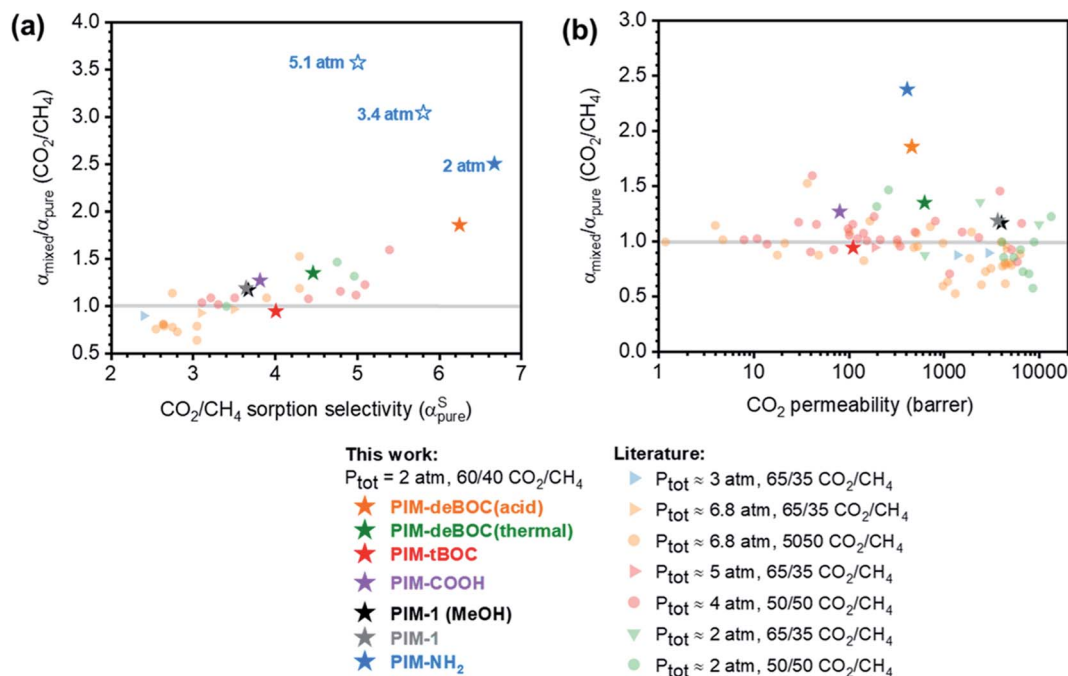 (a)
4.0
3.5
3.0
2.5
2.0
1.5
1.0
0.5
α_mixed/α_pure (CO₂/CH₄)
5.1 atm
3.4 atm
2 atm
2 3 4 5 6 7
CO₂/CH₄ sorption selectivity (α^S_pure)
(b)
3.0
2.5
2.0
1.5
1.0
0.5
0.0
α_mixed/α_pure (CO₂/CH₄)
1 10 100 1000 10000
CO₂ permeability (barrer)
This work:
P_tot = 2 atm, 60/40 CO₂/CH₄
PIM-deBOC(acid)
PIM-deBOC(thermal)
PIM-tBOC
PIM-COOH
PIM-1 (MeOH)
PIM-1
PIM-NH₂
Literature:
P_tot ≈ 3 atm, 65/35 CO₂/CH₄
P_tot ≈ 6.8 atm, 65/35 CO₂/CH₄
P_tot ≈ 6.8 atm, 5050 CO₂/CH₄
P_tot ≈ 5 atm, 65/35 CO₂/CH₄
P_tot ≈ 4 atm, 50/50 CO₂/CH₄
P_tot ≈ 2 atm, 65/35 CO₂/CH₄
P_tot ≈ 2 atm, 50/50 CO₂/CH₄